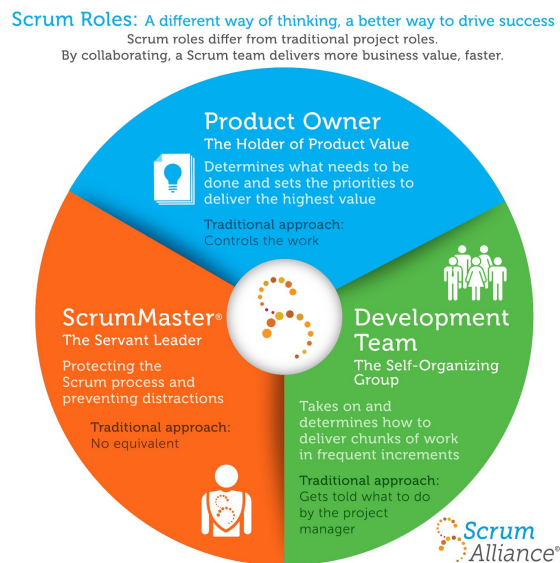 Scrum Roles: A different way of thinking, a better way to drive success
Scrum roles differ from traditional project roles.
By collaborating, a Scrum team delivers more business value, faster.
Product Owner
The Holder of Product Value
Determines what needs to be
done and sets the priorities to
deliver the highest value
Traditional approach:
Controls the work
ScrumMaster®
The Servant Leader
Protecting the
Scrum process and
preventing distractions
Traditional approach:
No equivalent
Development
Team
The Self-Organizing
Group
Takes on and
determines how to
deliver chunks of work
in frequent increments
Traditional approach:
Gets told what to do
by the project
manager
Scrum
Alliance®